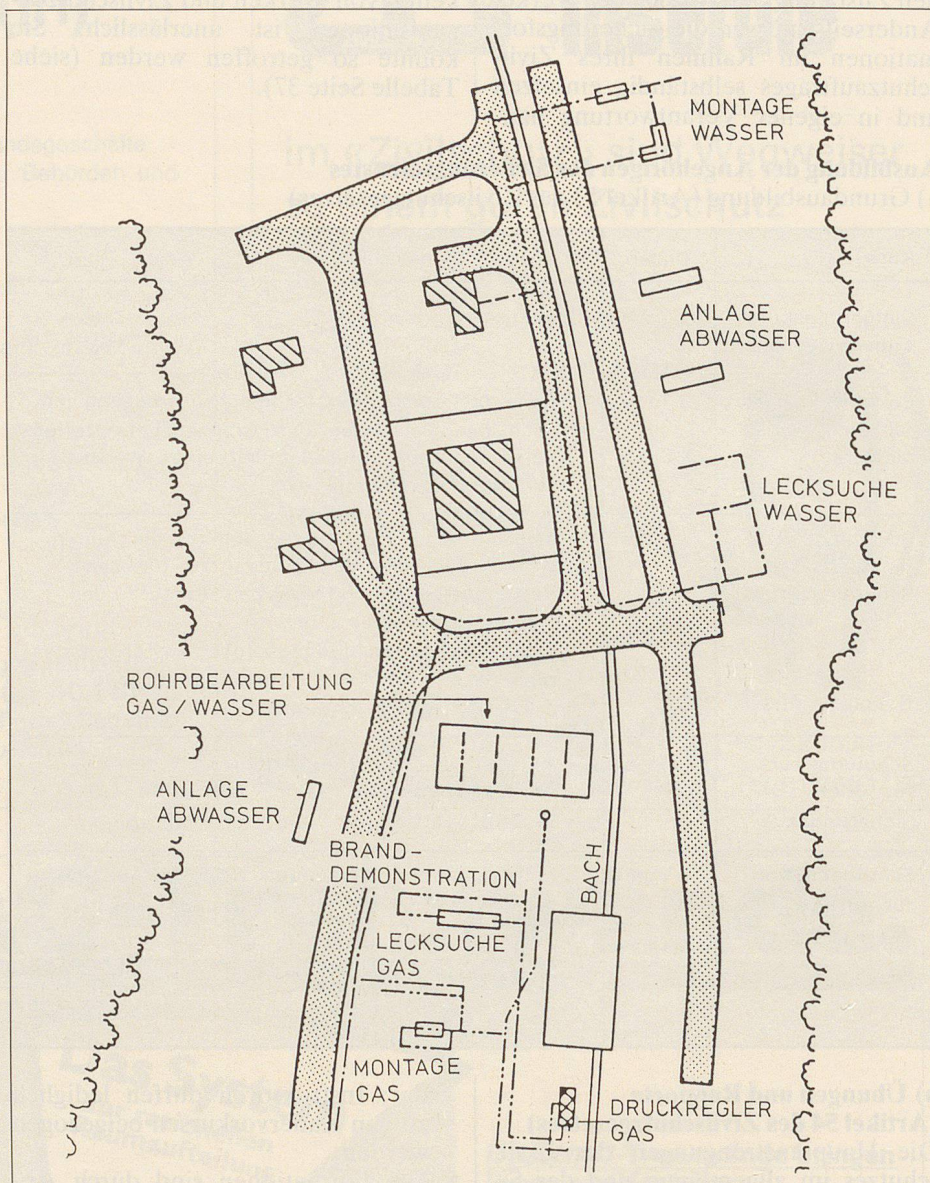 MONTAGE
WASSER
ANLAGE
ABWASSER
LECKSUCHE
WASSER
ROHRBEARBEITUNG
GAS / WASSER
ANLAGE
ABWASSER
BRAND-
DEMONSTRATION
BACH
LECKSUCHE
GAS
MONTAGE
GAS
DRUCKREGLER
GAS